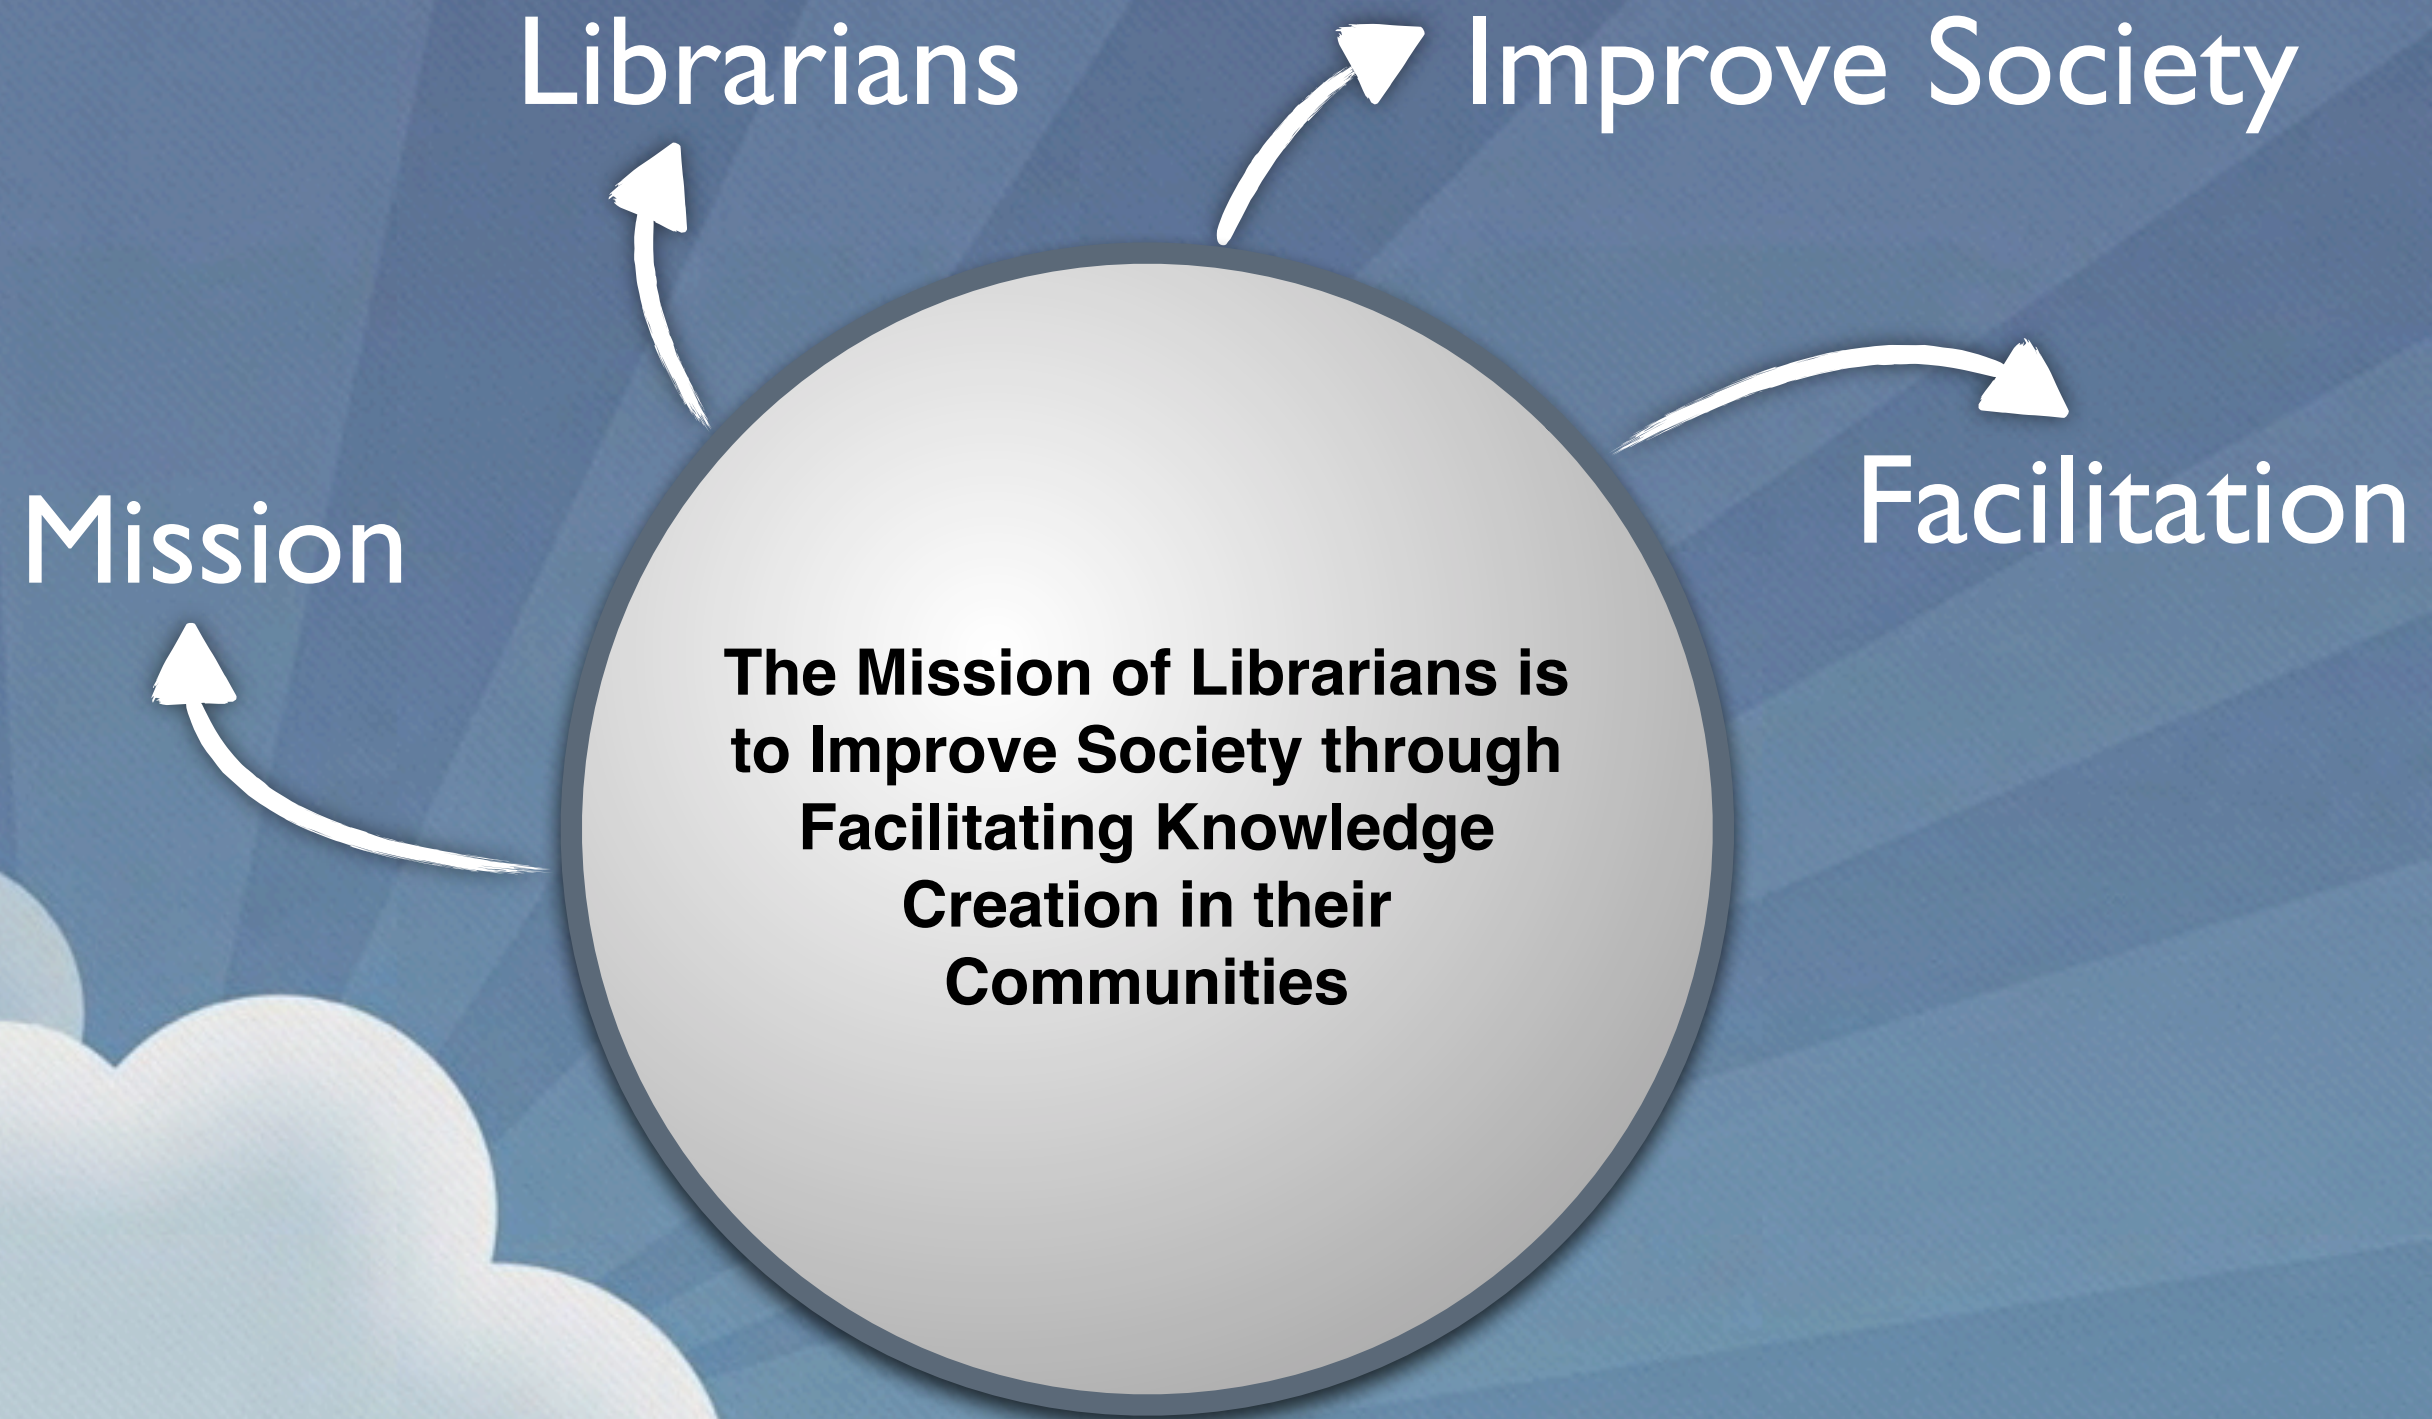 Librarians
Improve Society
Mission
Facilitation
The Mission of Librarians is
to Improve Society through
Facilitating Knowledge
Creation in their
Communities